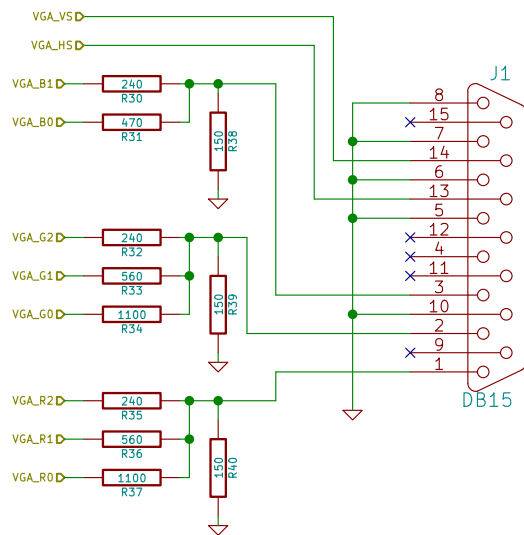 VGA_VS
VGA_HS
J1
VGA_B1 240
R30
VGA_B0 470
R31
150 R38
8
15
7
14
6
13
5
12
4
11
3
10
2
9
1
DB15
VGA_G2 240
R32
VGA_G1 560
R33
VGA_G0 1100
R34
150 R39
VGA_R2 240
R35
VGA_R1 560
R36
VGA_R0 1100
R37
150 R40